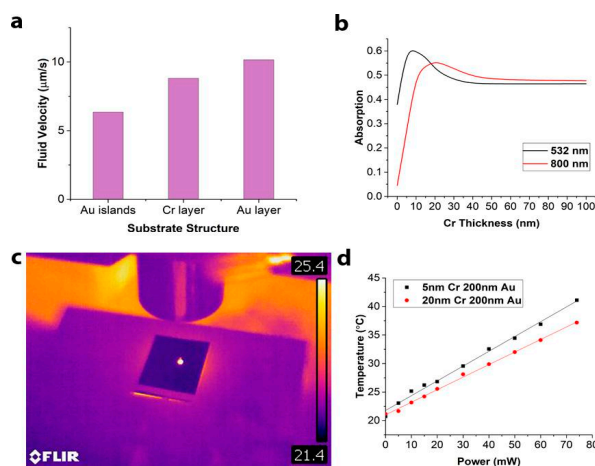 a
Fluid Velocity (μm/s)
10
5
0
Au islands
Cr layer
Au layer
Substrate Structure
b
Absorption
0.6
0.5
0.4
0.3
0.2
0.1
0.0
532 nm
800 nm
0 10 20 30 40 50 60 70 80 90 100
Cr Thickness (nm)
c
25.4
21.4
FLIR
d
Temperature (°C)
45
40
35
30
25
20
5nm Cr 200nm Au
20nm Cr 200nm Au
0 10 20 30 40 50 60 70 80
Power (mW)